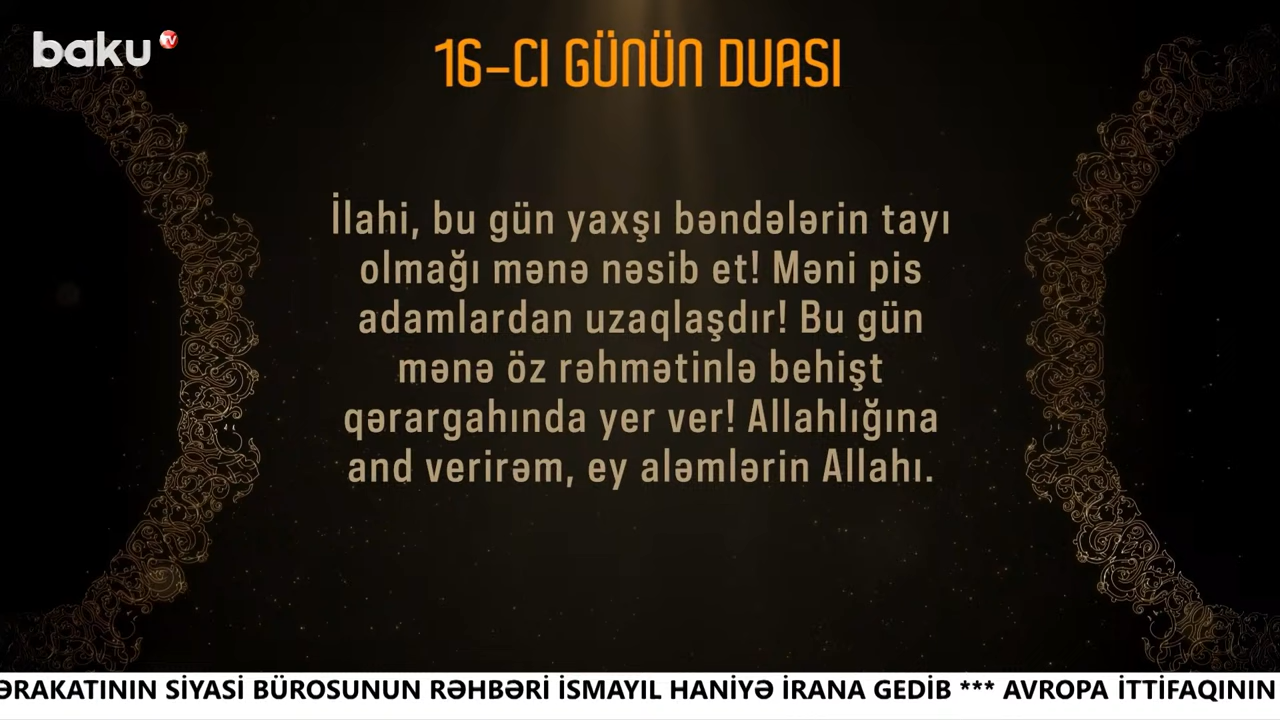 baku TV
16-CI GÜNÜN DUASI
İlahi, bu gün yaxşı bəndələrin tayı
olmağı mənə nəsib et! Məni pis
adamlardan uzaqlaşdır! Bu gün
mənə öz rəhmətinlə behişt
qərargahında yer ver! Allahlığına
and verirəm, ey aləmlərin Allahı.
ƏRAKATININ SİYASİ BÜROSUNUN RƏHBƏRİ İSMAYIL HANİYƏ İRANA GEDİB *** AVROPA İTTİFAQININ